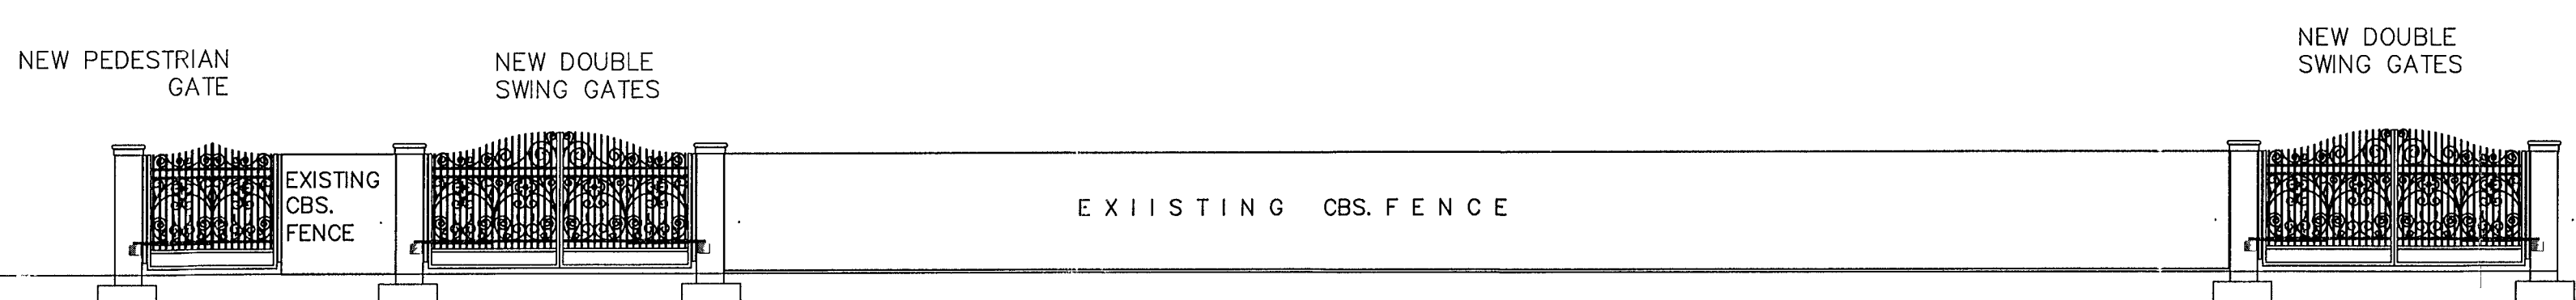 NEW PEDESTRIAN
GATE
NEW DOUBLE
SWING GATES
NEW DOUBLE
SWING GATES
EXISTING
CBS.
FENCE
EXIISTING CBS. FENCE